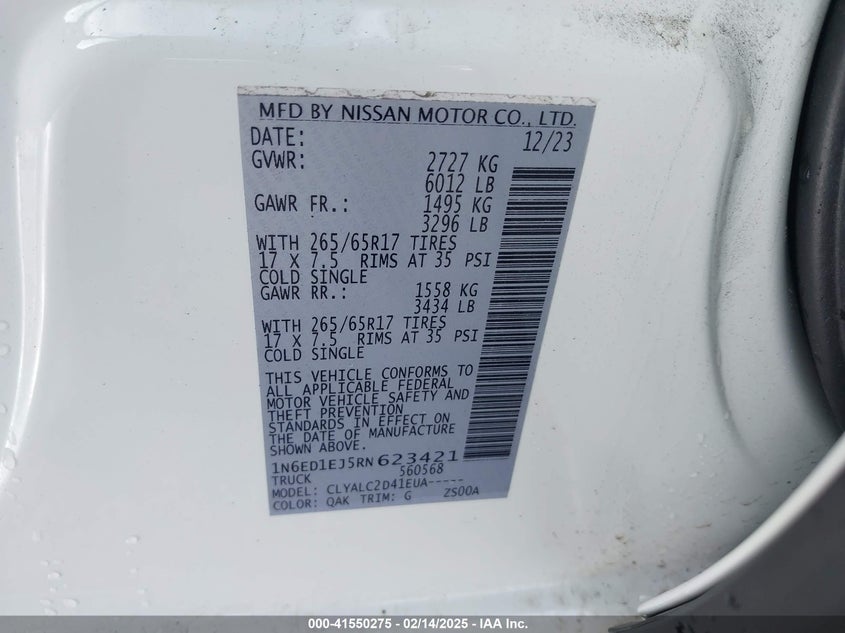 MFD BY NISSAN MOTOR CO., LTD.
DATE: 12/23
GVWR: 2727 KG
6012 LB
GAWR FR.: 1495 KG
3296 LB
WITH 265/65R17 TIRES
17 X 7.5 RIMS AT 35 PSI
COLD SINGLE
GAWR RR.: 1558 KG
3434 LB
WITH 265/65R17 TIRES
17 X 7.5 RIMS AT 35 PSI
COLD SINGLE
THIS VEHICLE CONFORMS TO
ALL APPLICABLE FEDERAL
MOTOR VEHICLE SAFETY AND
THEFT PREVENTION
STANDARDS IN EFFECT ON
THE DATE OF MANUFACTURE
SHOWN ABOVE.
1N6ED1EJ5RN623421
TRUCK 560568
MODEL: CLYALC2D41EUA-----
COLOR: QAK TRIM: G ZS00A
000-41550275 - 02/14/2025 - IAA Inc.